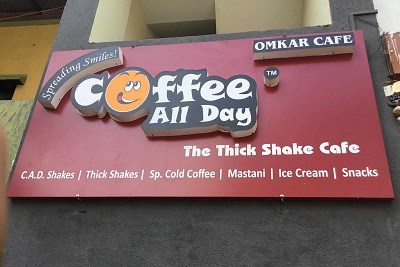 Spreading Smiles!
OMKAR CAFE
Coffee
All Day
TM
The Thick Shake Cafe
C.A.D. Shakes | Thick Shakes | Sp. Cold Coffee | Mastani | Ice Cream | Snacks